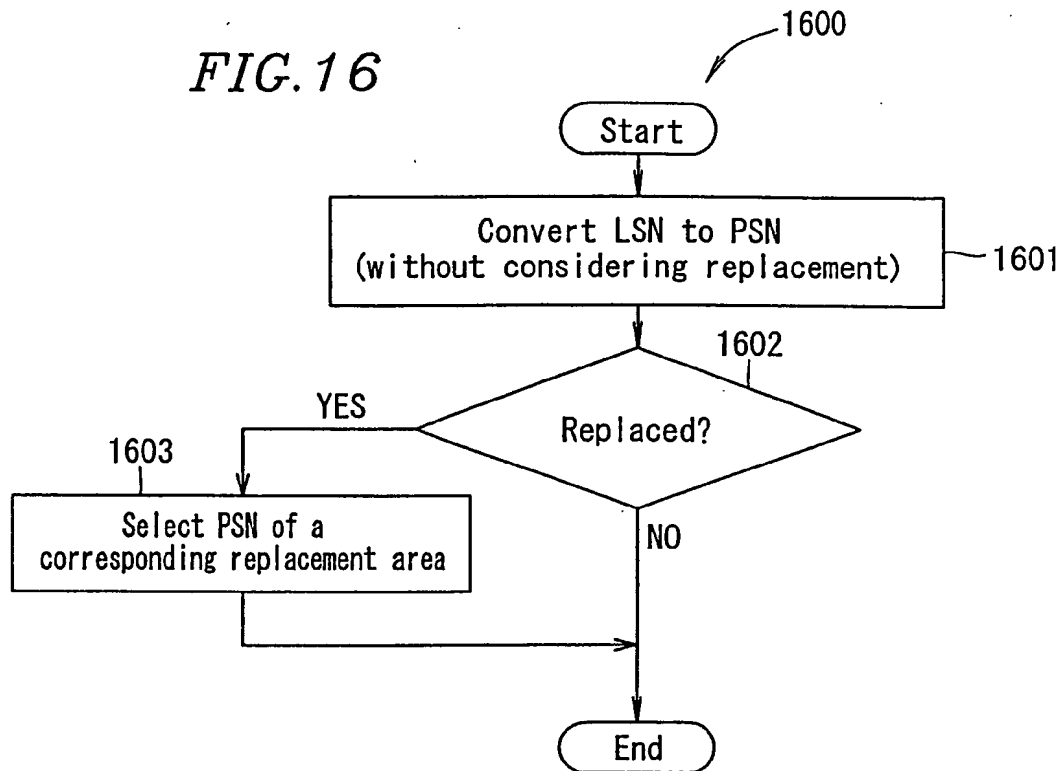 FIG.16
1600
Start
Convert LSN to PSN
(without considering replacement)
1601
1602
Replaced?
YES
NO
1603
Select PSN of a
corresponding replacement area
End